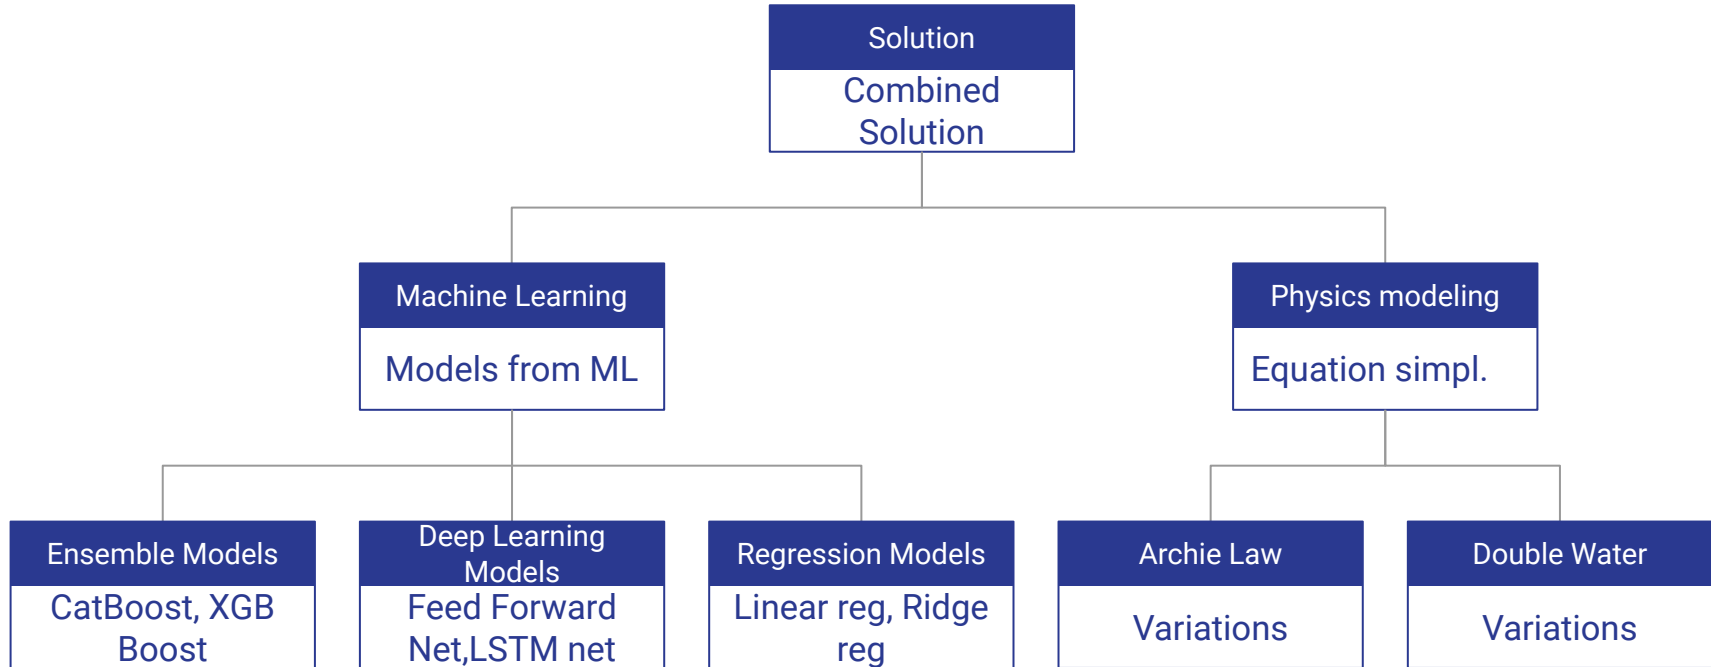 Solution
Combined
Solution
Machine Learning
Models from ML
Physics modeling
Equation simpl.
Ensemble Models
CatBoost, XGB
Boost
Deep Learning
Models
Feed Forward
Net,LSTM net
Regression Models
Linear reg, Ridge
reg
Archie Law
Variations
Double Water
Variations